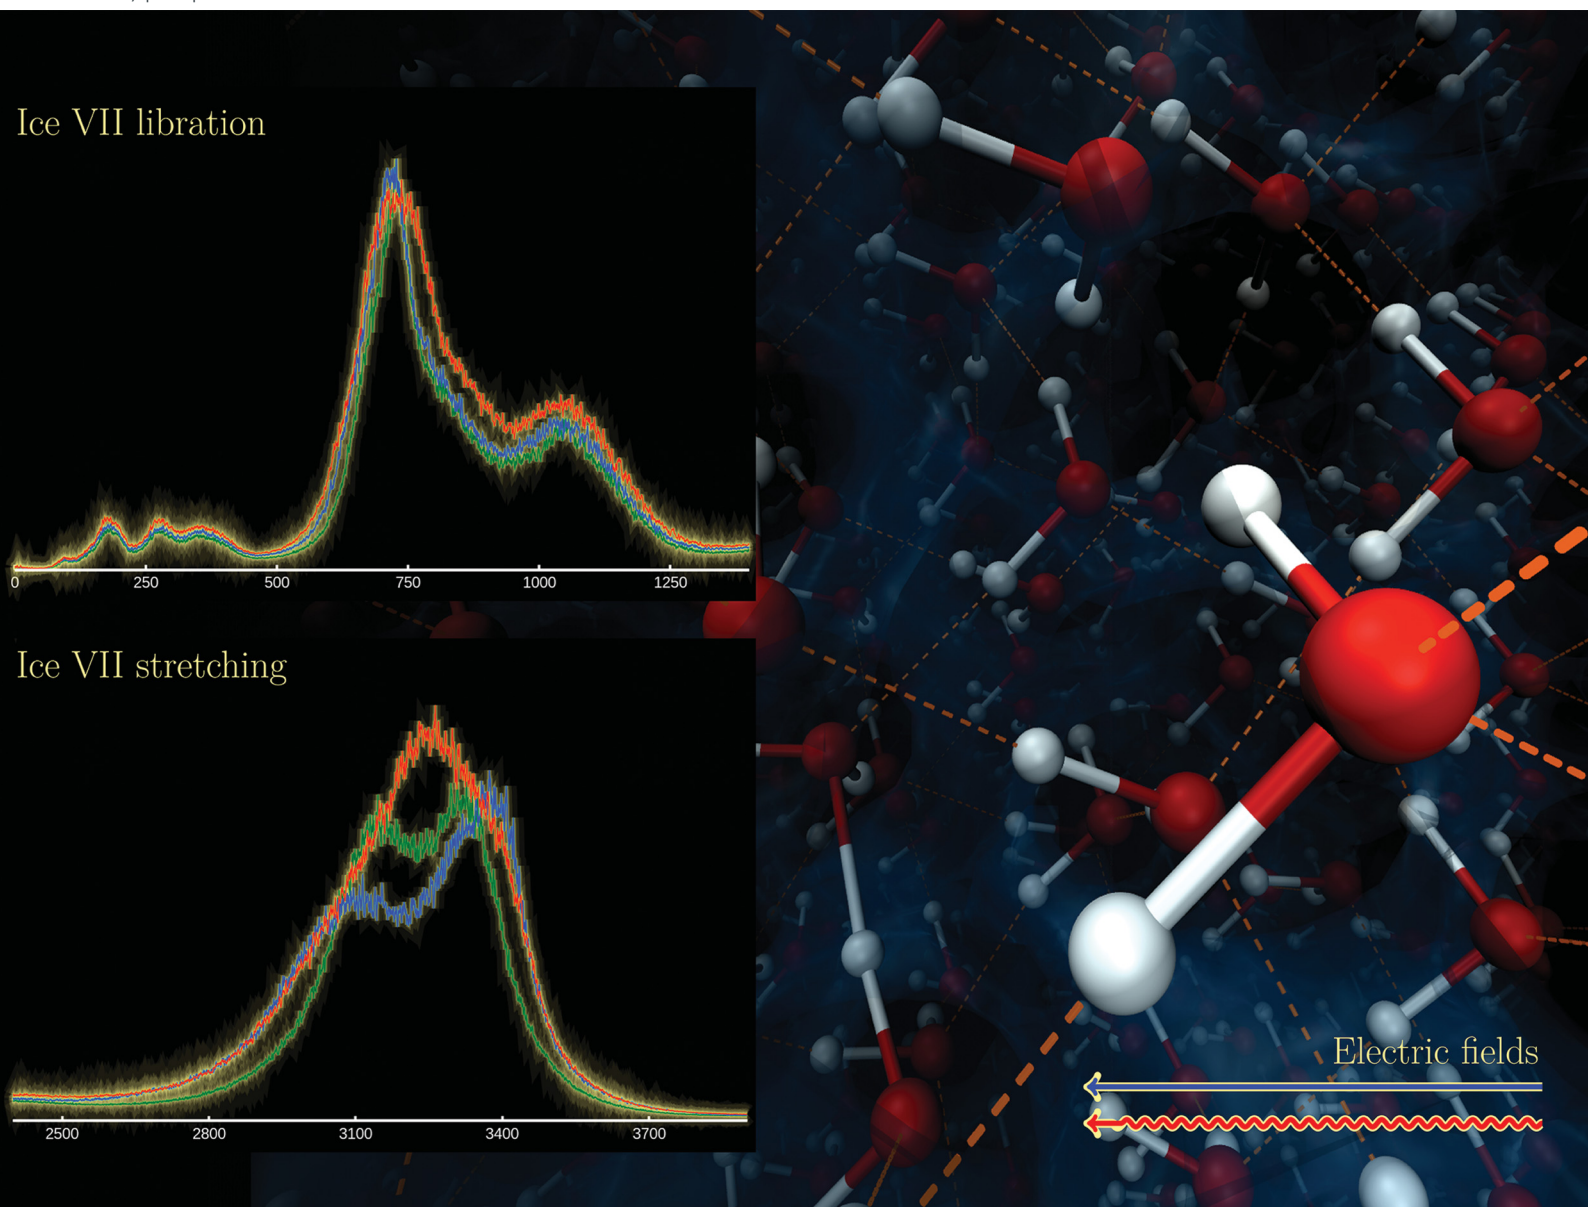 Ice VII libration
0 250 500 750 1000 1250
Ice VII stretching
2500 2800 3100 3400 3700
Electric fields